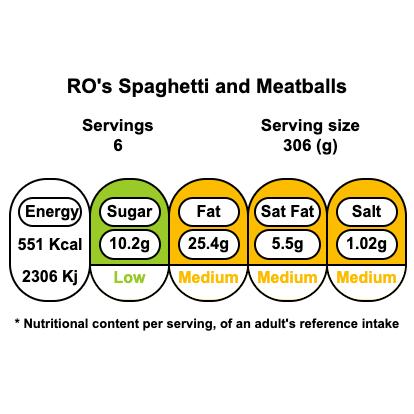 RO's Spaghetti and Meatballs
Servings Serving size
6 306 (g)
Energy Sugar Fat Sat Fat Salt
551 Kcal 10.2g 25.4g 5.5g 1.02g
2306 Kj Low Medium Medium Medium
* Nutritional content per serving, of an adult's reference intake